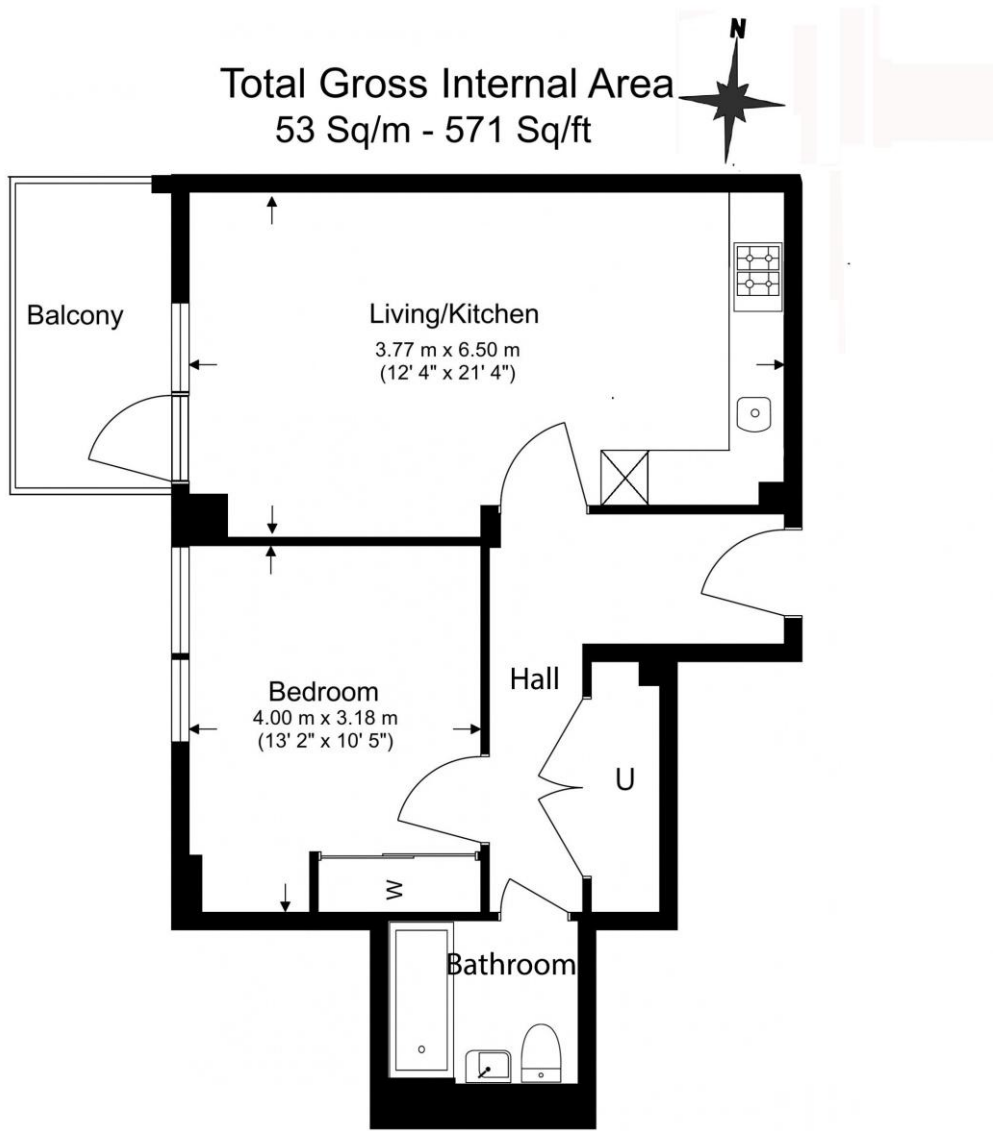 N
Total Gross Internal Area
53 Sq/m - 571 Sq/ft
Balcony
Living/Kitchen
3.77 m x 6.50 m
(12' 4" x 21' 4")
Hall
Bedroom
4.00 m x 3.18 m
(13' 2" x 10' 5")
U
W
Bathroom